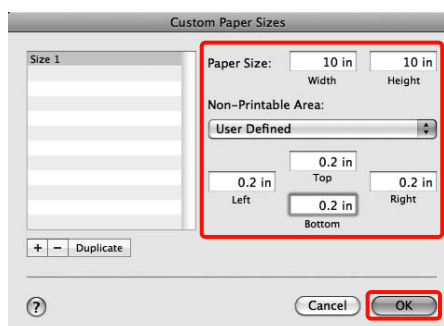 Custom Paper Sizes
Size 1
Paper Size: 10 in 10 in
Width Height
Non-Printable Area:
User Defined
0.2 in
Top
0.2 in 0.2 in
Left Right
0.2 in
Bottom
+ − Duplicate
? Cancel OK